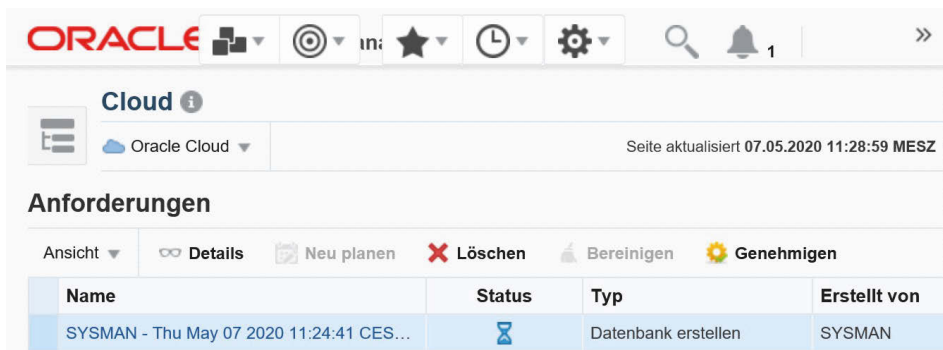 ORACLE
1
Cloud
Oracle Cloud Seite aktualisiert 07.05.2020 11:28:59 MESZ
Anforderungen
Ansicht Details Neu planen Löschen Bereinigen Genehmigen
Name Status Typ Erstellt von
SYSMAN - Thu May 07 2020 11:24:41 CES... Datenbank erstellen SYSMAN